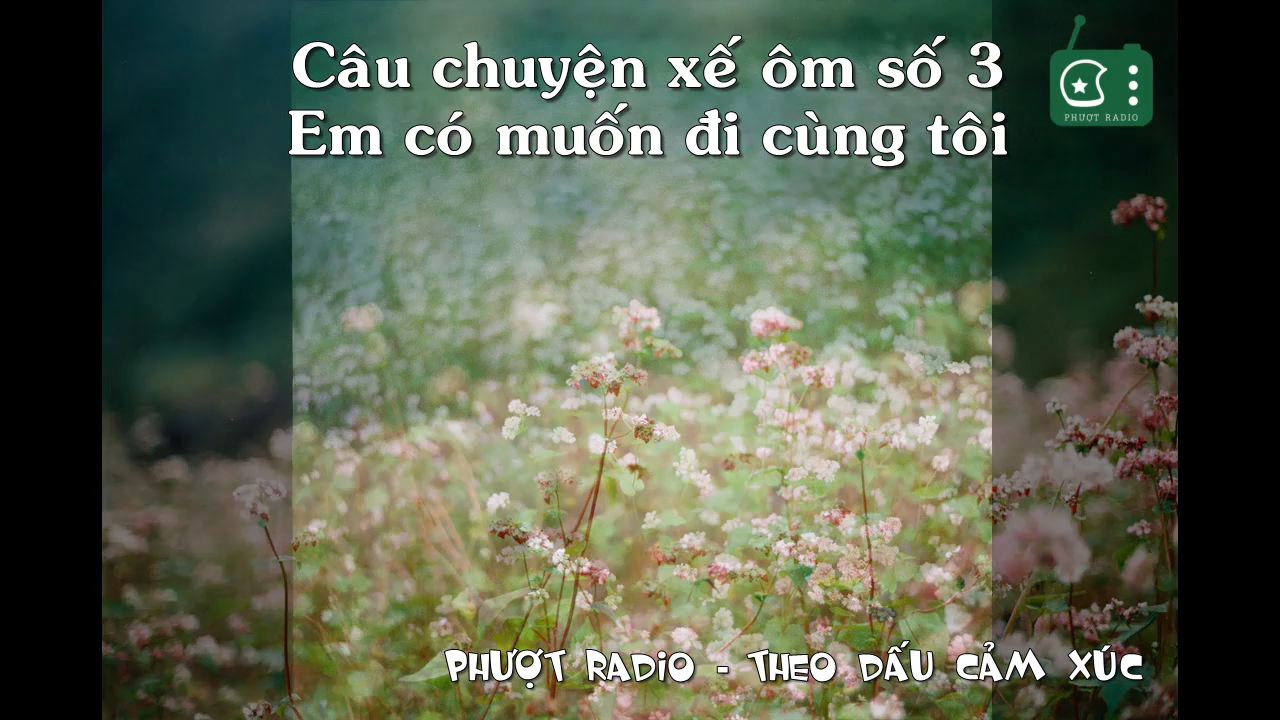 Câu chuyện xế ôm số 3
Em có muốn đi cùng tôi
PHƯỢT RADIO
PHƯỢT RADIO - THEO DẤU CẢM XÚC